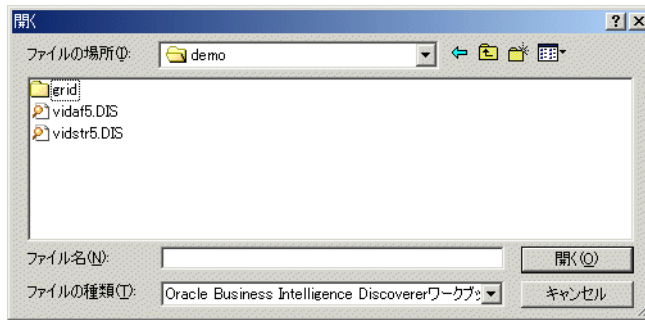 開く
ファイルの場所(I):
demo
grid
vidaf5.DIS
vidstr5.DIS
ファイル名(N):
開く(O)
ファイルの種類(T):
Oracle Business Intelligence Discovererワークブッ
キャンセル